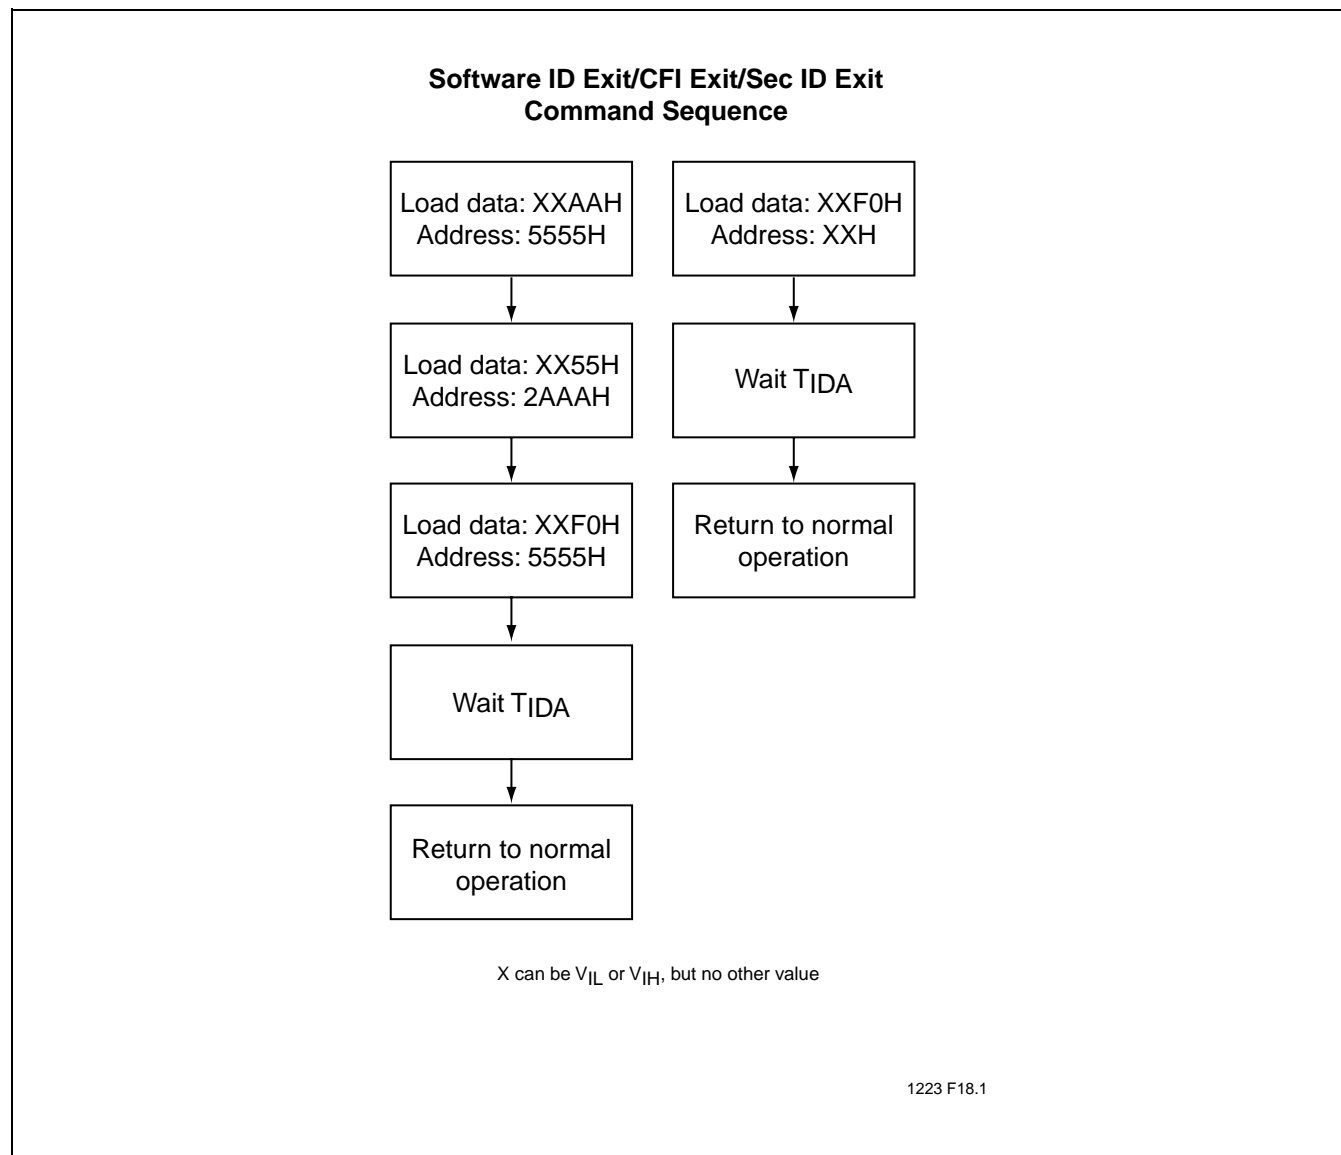 Software ID Exit/CFI Exit/Sec ID Exit
Command Sequence
Load data: XXAAH
Address: 5555H
Load data: XX55H
Address: 2AAAH
Load data: XXF0H
Address: 5555H
Wait TIDA
Return to normal
operation
Load data: XXF0H
Address: XXH
Wait TIDA
Return to normal
operation
X can be VIL or VIH, but no other value
1223 F18.1